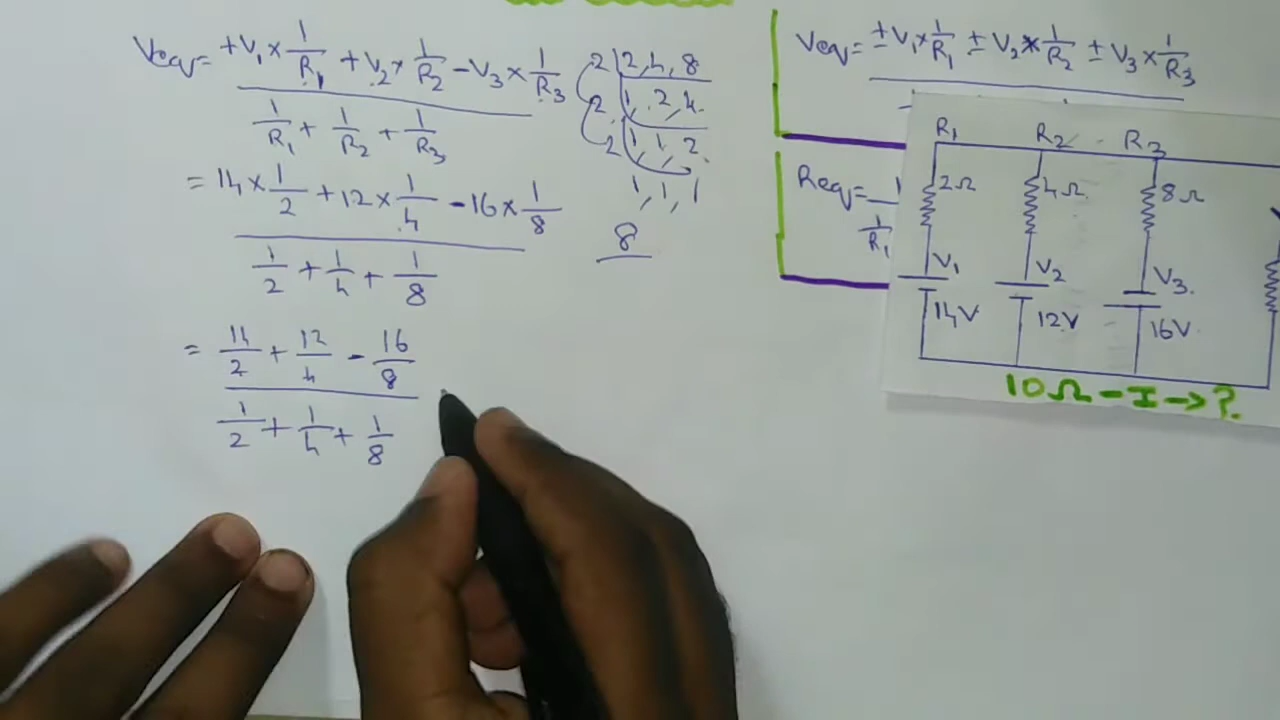 Veq = +V₁ × 1/R₁ + V₂ × 1/R₂ - V₃ × 1/R₃
1/R₁ + 1/R₂ + 1/R₃
= 14 × 1/2 + 12 × 1/4 - 16 × 1/8
1/2 + 1/4 + 1/8
= 14/2 + 12/4 - 16/8
1/2 + 1/4 + 1/8
2 | 2, 4, 8
2 | 1, 2, 4
2 | 1, 1, 2
1, 1, 1
8
Veq = ± V₁ × 1/R₁ ± V₂ × 1/R₂ ± V₃ × 1/R₃
Req = 1
1/R₁
R₁ R₂ R₃
2Ω 4Ω 8Ω
V₁ V₂ V₃
14V 12V 16V
10Ω - I → ?